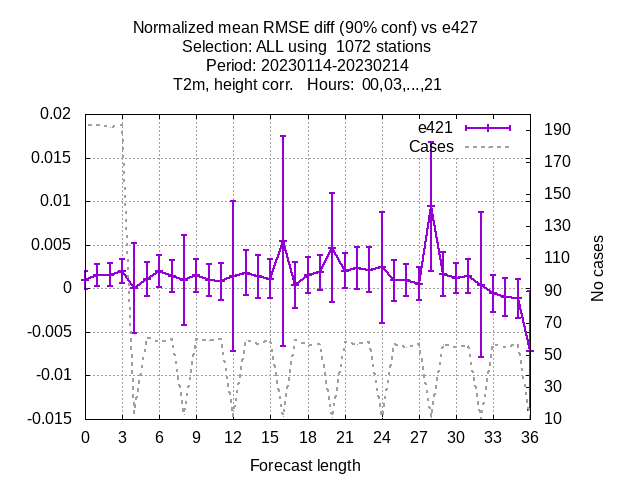 Normalized mean RMSE diff (90% conf) vs e427
Selection: ALL using  1072 stations
Period: 20230114-20230214
T2m, height corr.   Hours:  00,03,...,21
e421
Cases
0.02
0.015
0.01
0.005
0
-0.005
-0.01
-0.015
190
170
150
130
110
90
70
50
30
10
No cases
0 3 6 9 12 15 18 21 24 27 30 33 36
Forecast length